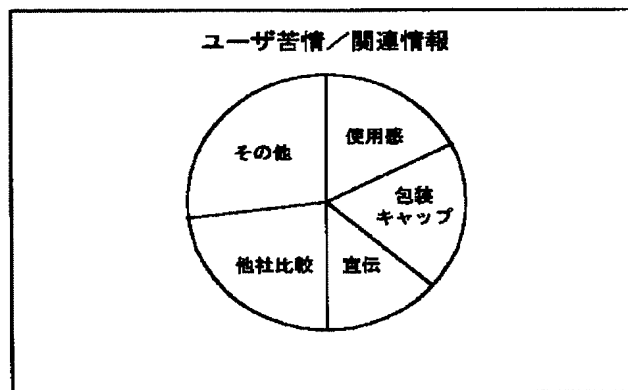 ユーザ苦情／関連情報
使用感
その他
包装
キャップ
他社比較
宣伝